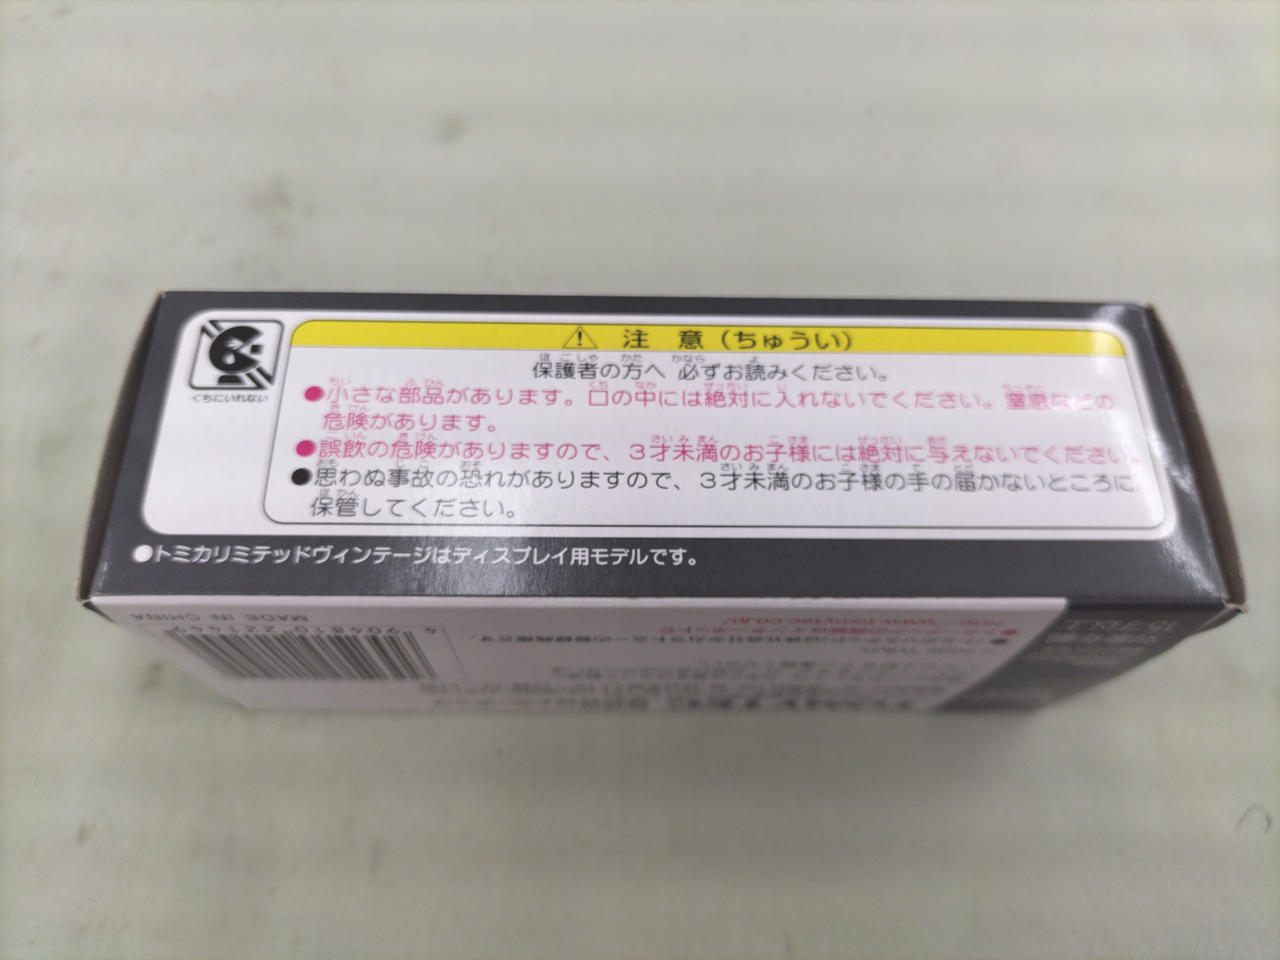 ⚠ 注 意（ちゅうい）
保護者の方へ 必ずお読みください。
くちにいれない
●小さな部品があります。口の中には絶対に入れないでください。窒息などの
危険があります。
●誤飲の危険がありますので、３才未満のお子様には絶対に与えないでください。
●思わぬ事故の恐れがありますので、３才未満のお子様の手の届かないところに
保管してください。
●トミカリミテッドヴィンテージはディスプレイ用モデルです。
MADE IN CHINA
4 904810 221449
http://www.tomytec.co.jp/